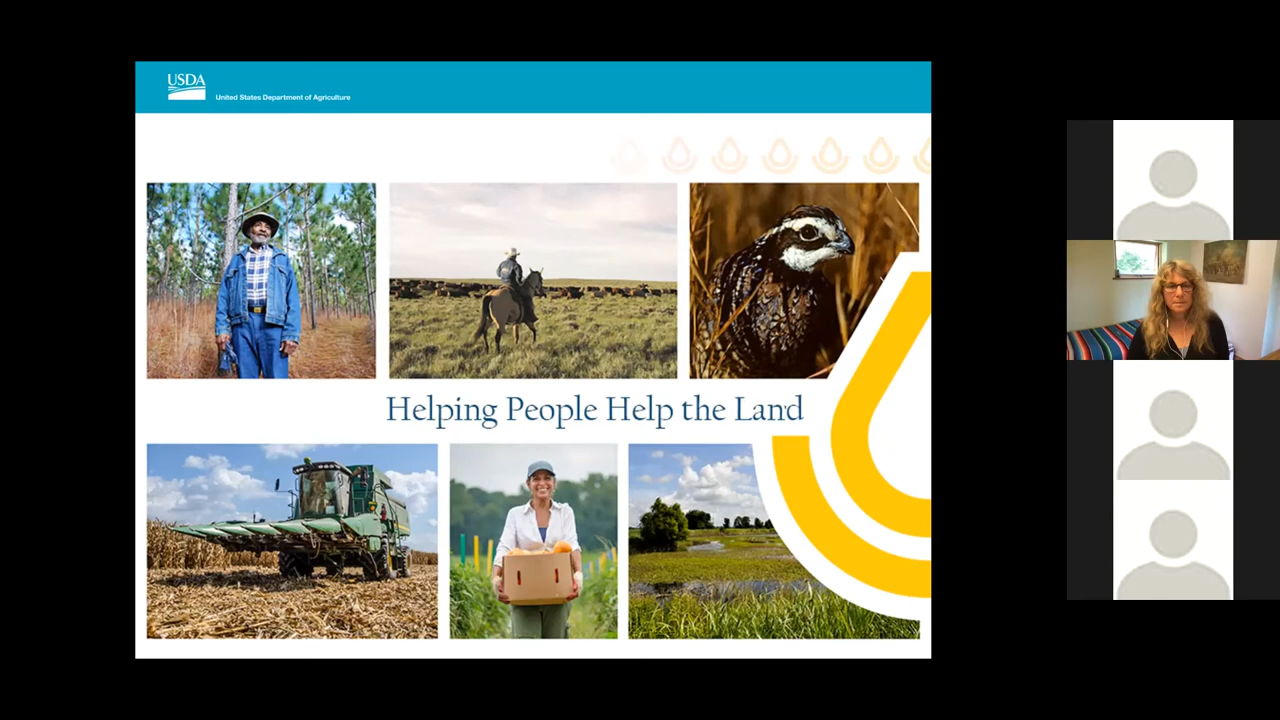 USDA
United States Department of Agriculture
Helping People Help the Land